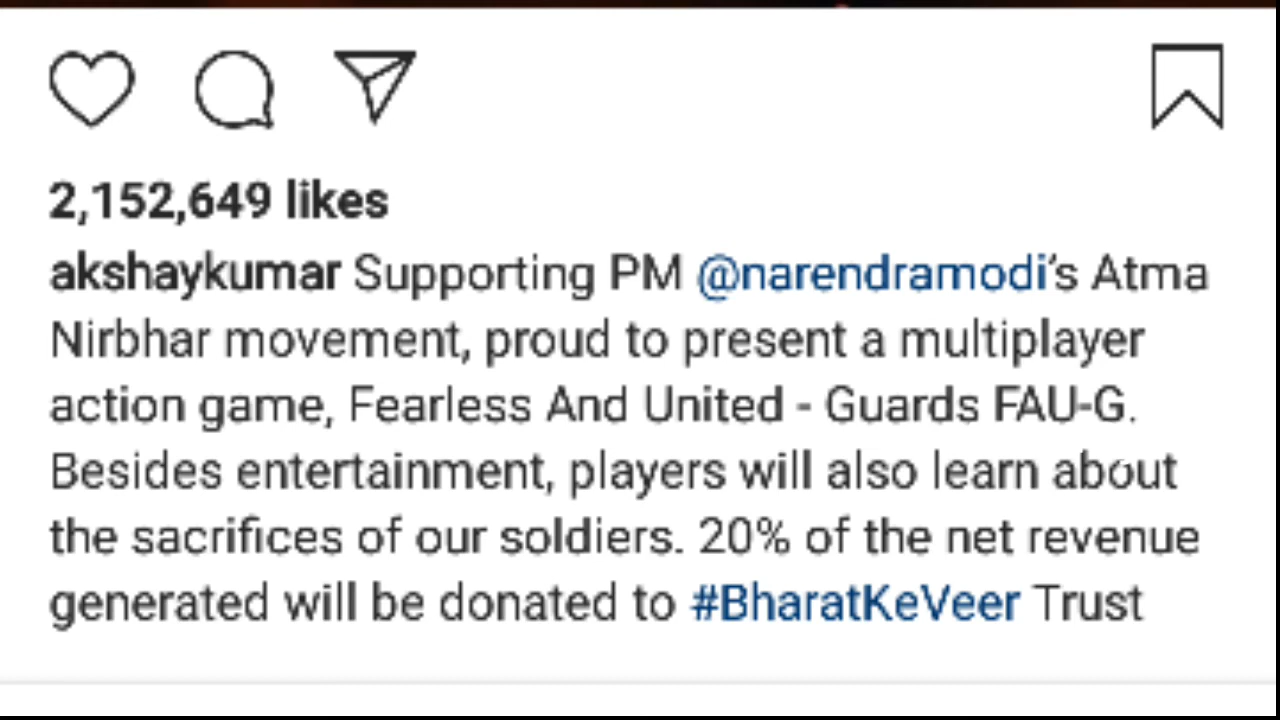 2,152,649 likes
akshaykumar Supporting PM @narendramodi's Atma
Nirbhar movement, proud to present a multiplayer
action game, Fearless And United - Guards FAU-G.
Besides entertainment, players will also learn about
the sacrifices of our soldiers. 20% of the net revenue
generated will be donated to #BharatKeVeer Trust